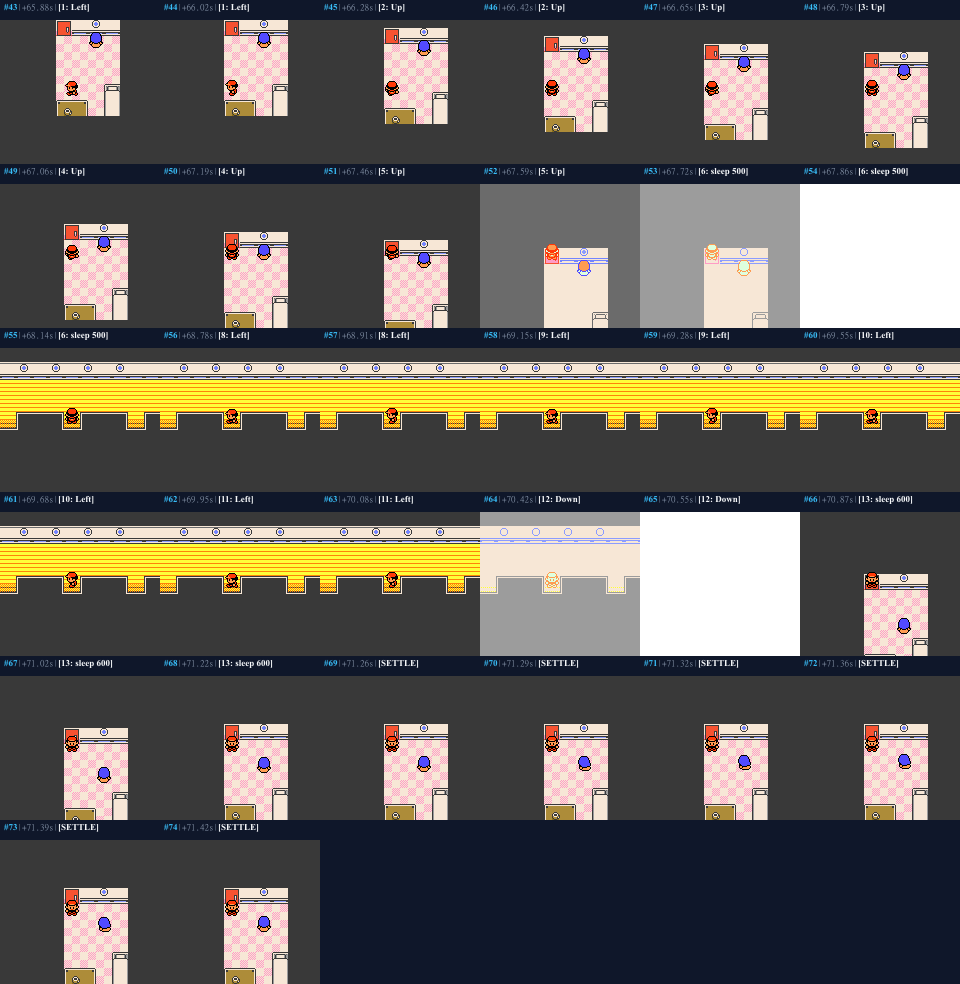 #43|+65.88s|[1: Left]
#44|+66.02s|[1: Left]
#45|+66.28s|[2: Up]
#46|+66.42s|[2: Up]
#47|+66.65s|[3: Up]
#48|+66.79s|[3: Up]
#49|+67.06s|[4: Up]
#50|+67.19s|[4: Up]
#51|+67.46s|[5: Up]
#52|+67.59s|[5: Up]
#53|+67.72s|[6: sleep 500]
#54|+67.86s|[6: sleep 500]
#55|+68.14s|[6: sleep 500]
#56|+68.78s|[8: Left]
#57|+68.91s|[8: Left]
#58|+69.15s|[9: Left]
#59|+69.28s|[9: Left]
#60|+69.55s|[10: Left]
#61|+69.68s|[10: Left]
#62|+69.95s|[11: Left]
#63|+70.08s|[11: Left]
#64|+70.42s|[12: Down]
#65|+70.55s|[12: Down]
#66|+70.87s|[13: sleep 600]
#67|+71.02s|[13: sleep 600]
#68|+71.22s|[13: sleep 600]
#69|+71.26s|[SETTLE]
#70|+71.29s|[SETTLE]
#71|+71.32s|[SETTLE]
#72|+71.36s|[SETTLE]
#73|+71.39s|[SETTLE]
#74|+71.42s|[SETTLE]